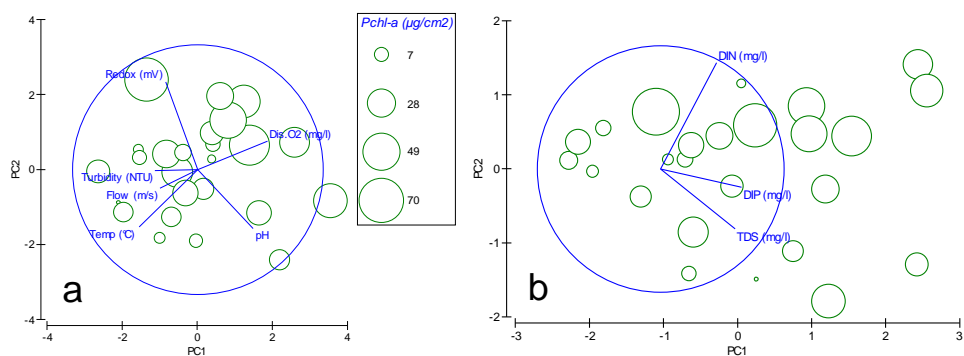 4
2
0
-2
-4
PC2
-4
-2
0
2
4
PC1
Redox (mV)
Dis.O2 (mg/l)
Turbidity (NTU)
Flow (m/s)
Temp (°C)
pH
a
Pchl-a (µg/cm2)
7
28
49
70
2
1
0
-1
-2
PC2
-3
-2
-1
0
1
2
3
PC1
DIN (mg/l)
DIP (mg/l)
TDS (mg/l)
b